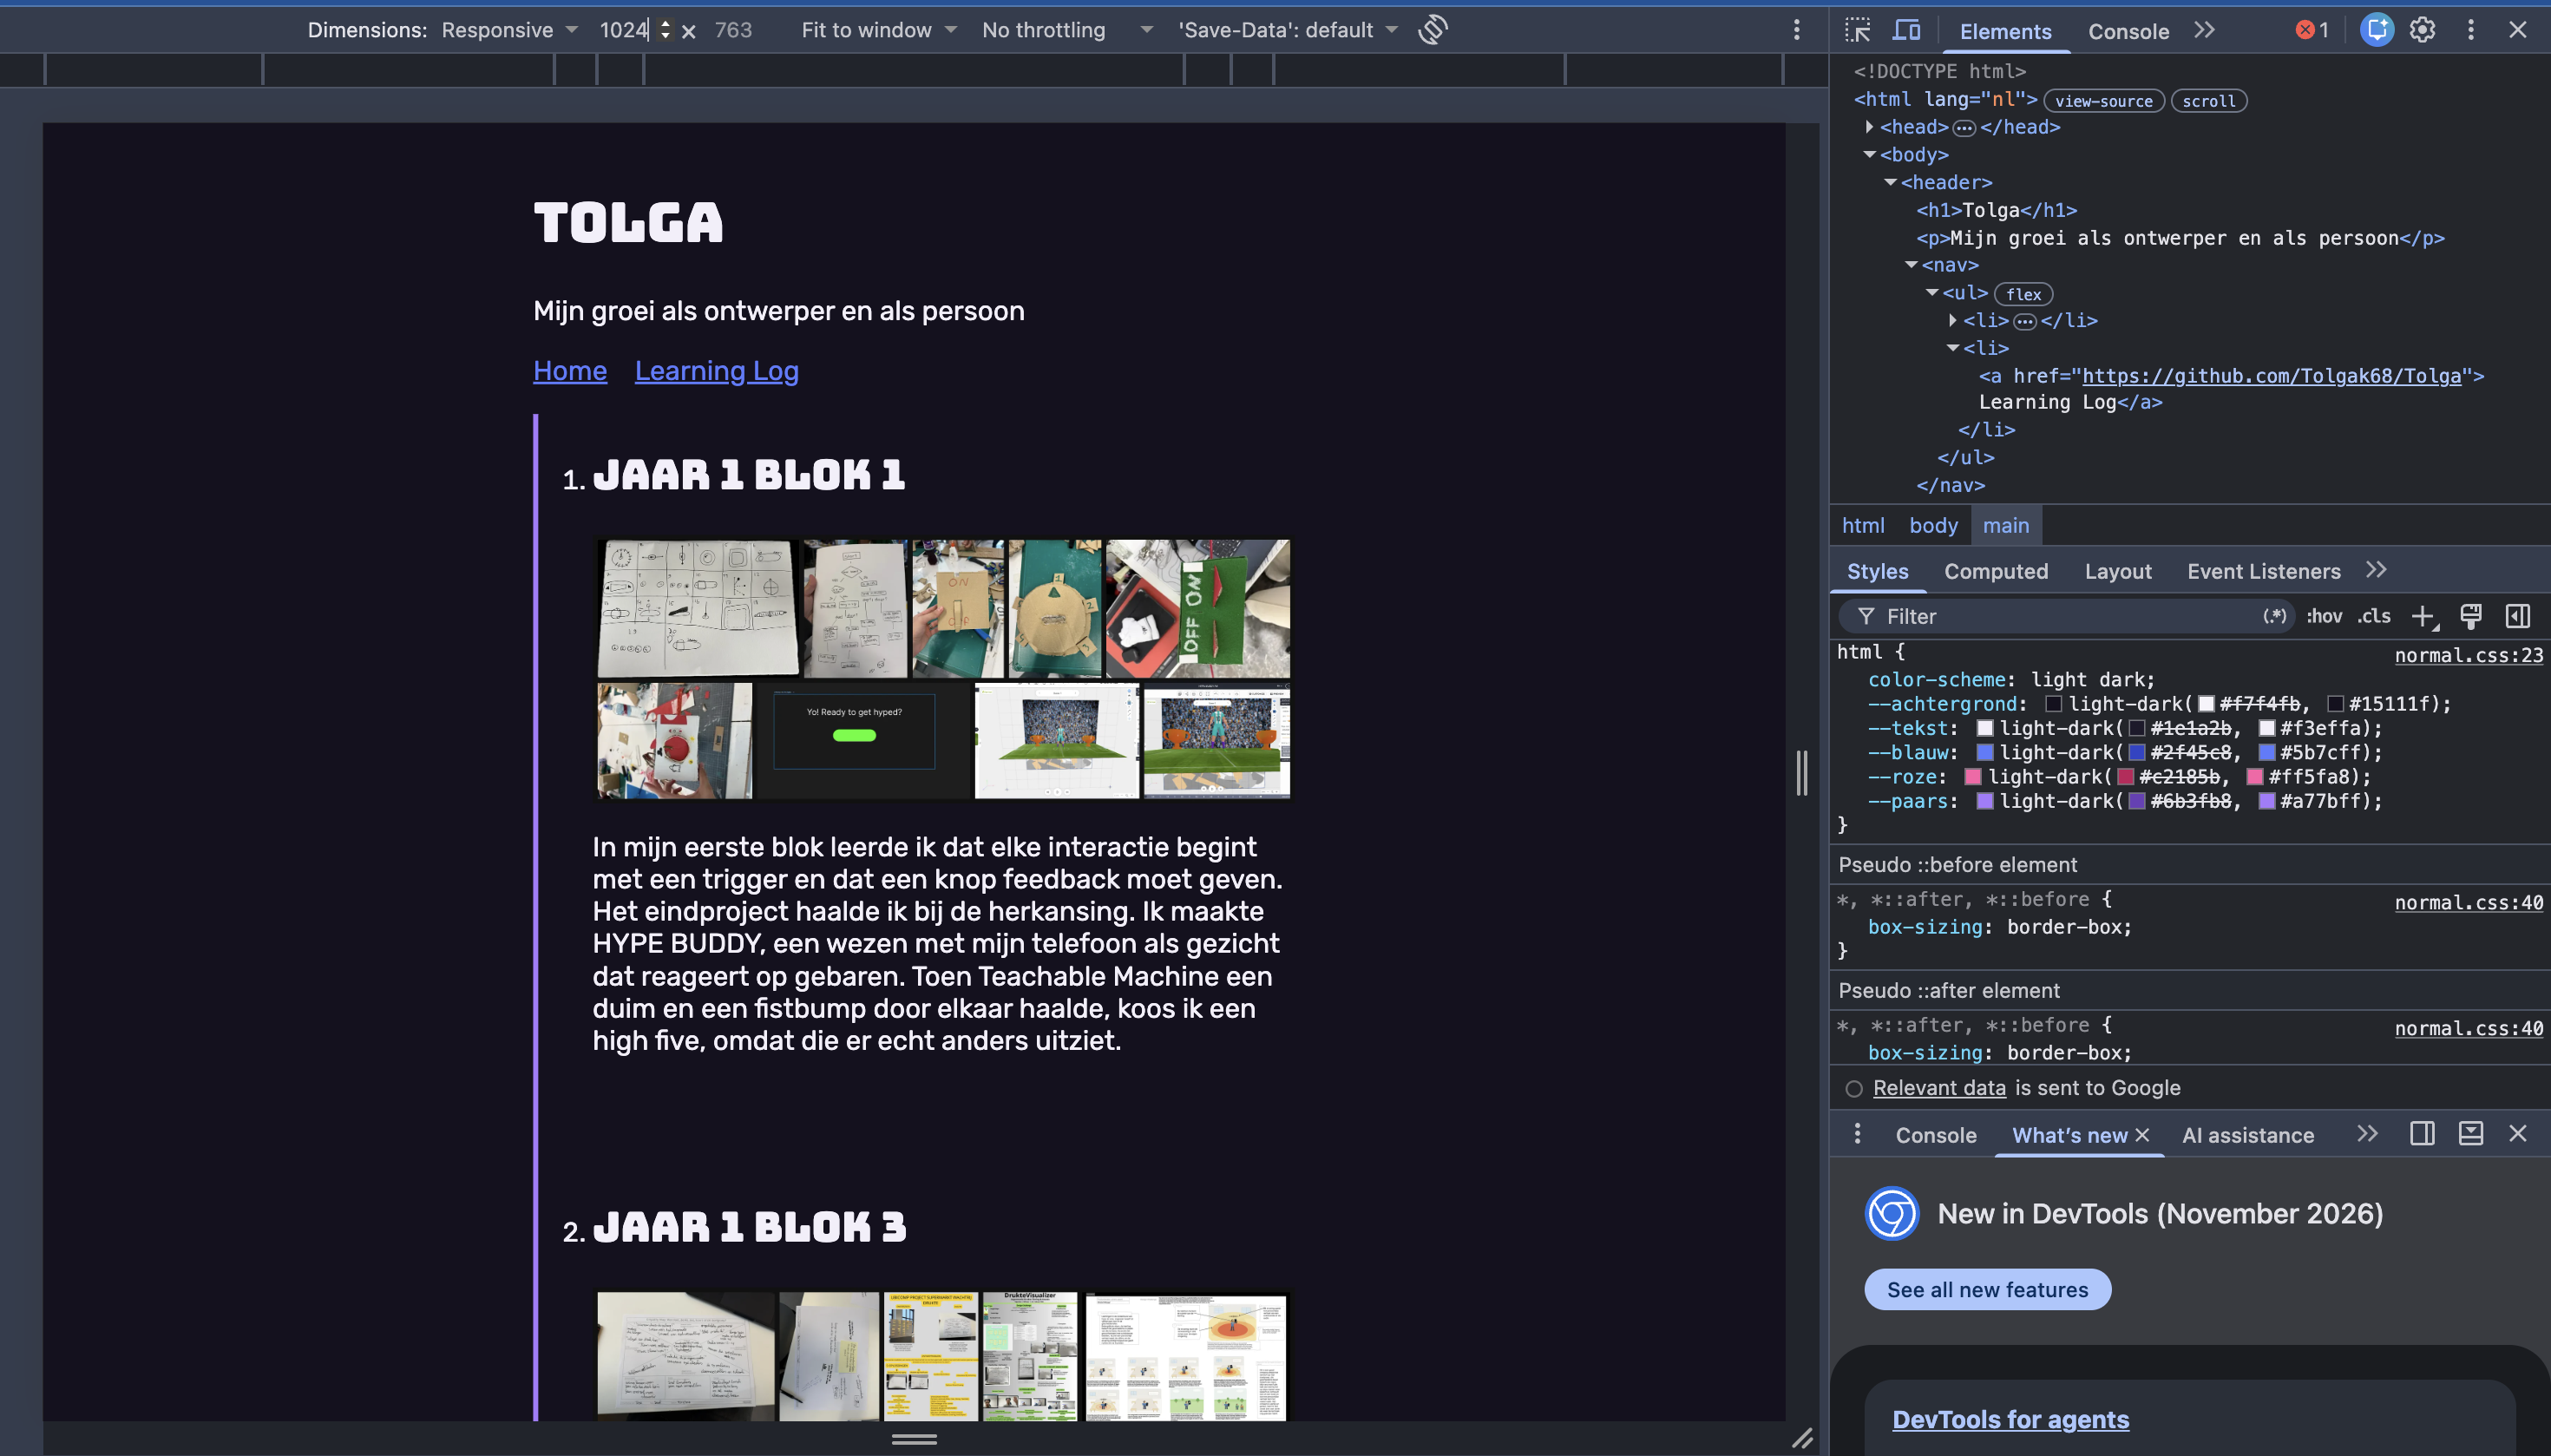 Dimensions: Responsive 1024 × 763 Fit to window No throttling 'Save-Data': default
Elements Console 1
TOLGA
Mijn groei als ontwerper en als persoon
Home Learning Log
1. JAAR 1 BLOK 1
ON
OFF
OFF ON
Yo! Ready to get hyped?
In mijn eerste blok leerde ik dat elke interactie begint
met een trigger en dat een knop feedback moet geven.
Het eindproject haalde ik bij de herkansing. Ik maakte
HYPE BUDDY, een wezen met mijn telefoon als gezicht
dat reageert op gebaren. Toen Teachable Machine een
duim en een fistbump door elkaar haalde, koos ik een
high five, omdat die er echt anders uitziet.
2. JAAR 1 BLOK 3
DrukteVisualizer
<!DOCTYPE html>
<html lang="nl"> view-source scroll
<head> </head>
<body>
<header>
<h1>Tolga</h1>
<p>Mijn groei als ontwerper en als persoon</p>
<nav>
<ul> flex
<li> </li>
<li>
<a href="https://github.com/Tolgak68/Tolga">
Learning Log</a>
</li>
</ul>
</nav>
html body main
Styles Computed Layout Event Listeners
Filter (.*) :hov .cls
html { normal.css:23
color-scheme: light dark;
--achtergrond: light-dark(#f7f4fb, #15111f);
--tekst: light-dark(#1e1a2b, #f3effa);
--blauw: light-dark(#2f45c8, #5b7cff);
--roze: light-dark(#c2185b, #ff5fa8);
--paars: light-dark(#6b3fb8, #a77bff);
}
Pseudo ::before element
*, *::after, *::before { normal.css:40
box-sizing: border-box;
}
Pseudo ::after element
*, *::after, *::before { normal.css:40
box-sizing: border-box;
Relevant data is sent to Google
Console What's new AI assistance
New in DevTools (November 2026)
See all new features
DevTools for agents